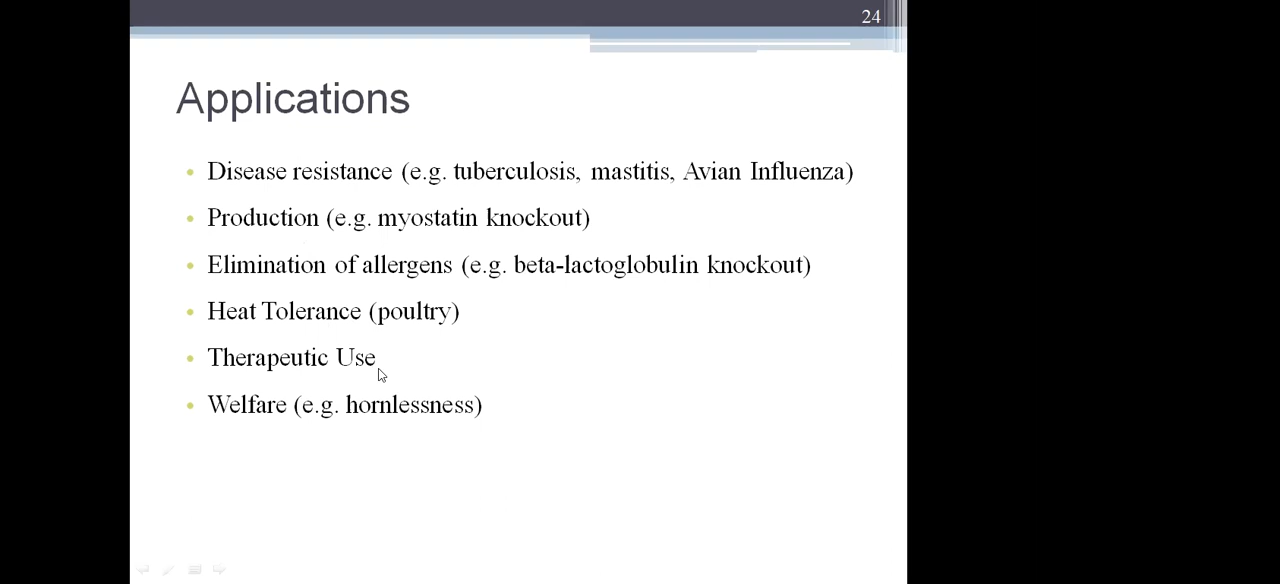 24
Applications
• Disease resistance (e.g. tuberculosis, mastitis, Avian Influenza)
• Production (e.g. myostatin knockout)
• Elimination of allergens (e.g. beta-lactoglobulin knockout)
• Heat Tolerance (poultry)
• Therapeutic Use
• Welfare (e.g. hornlessness)